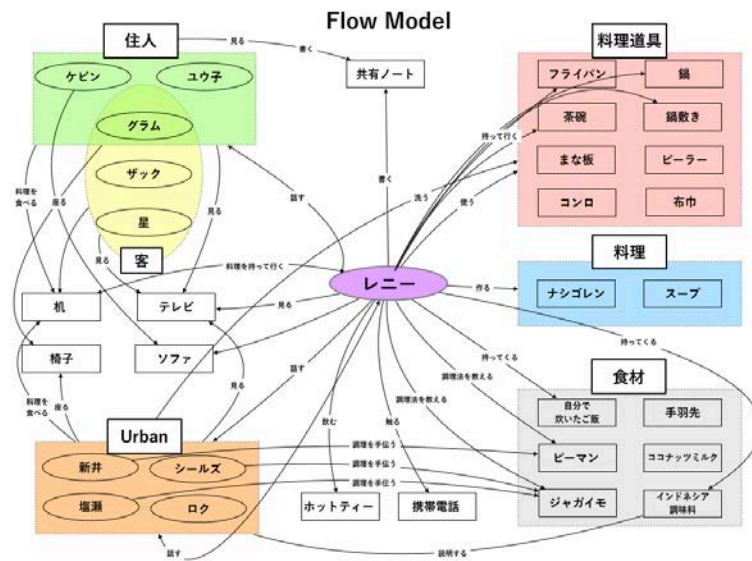 Flow Model
住人
ケビン
ユウ子
グラム
ザック
星
客
見る
書く
共有ノート
料理道具
フライパン
鍋
茶碗
鍋敷き
まな板
ピーラー
コンロ
布巾
持って行く
洗う
使う
書く
話す
料理を
食べる
座る
見る
見る
料理を持って行く
レニー
見る
作る
料理
ナシゴレン
スープ
机
テレビ
椅子
ソファ
料理を
食べる
座る
見る
話す
持ってくる
調理法を教える
調理法を教える
持ってくる
食材
自分で
炊いたご飯
手羽先
ピーマン
ココナッツミルク
ジャガイモ
インドネシア
調味料
Urban
新井
シールズ
塩瀬
ロク
調理を手伝う
調理を手伝う
調理を手伝う
飲む
触る
ホットティー
携帯電話
話す
説明する